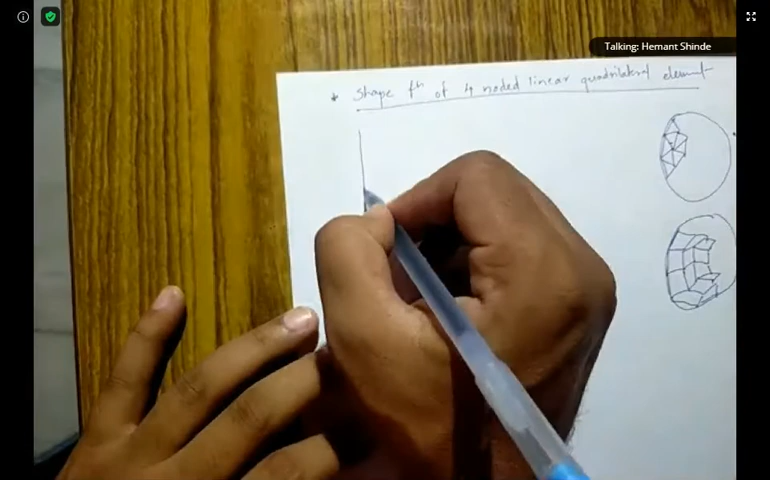 Talking: Hemant Shinde
* Shape fⁿ of 4 noded linear quadrilateral element